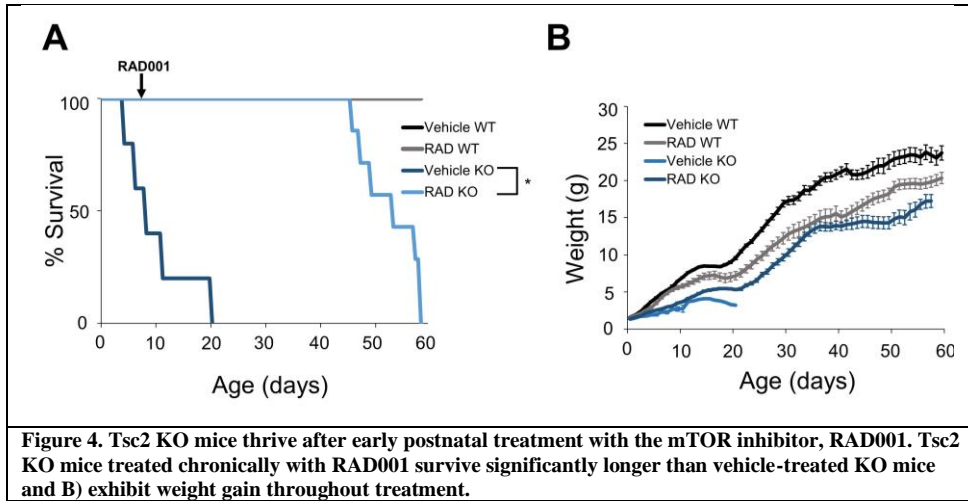 A
RAD001
100
50
0
% Survival
0 10 20 30 40 50 60
Age (days)
Vehicle WT
RAD WT
Vehicle KO
RAD KO
*
B
30
25
20
15
10
5
0
Weight (g)
Vehicle WT
RAD WT
Vehicle KO
RAD KO
0 10 20 30 40 50 60
Age (days)
Figure 4. Tsc2 KO mice thrive after early postnatal treatment with the mTOR inhibitor, RAD001. Tsc2
KO mice treated chronically with RAD001 survive significantly longer than vehicle-treated KO mice
and B) exhibit weight gain throughout treatment.